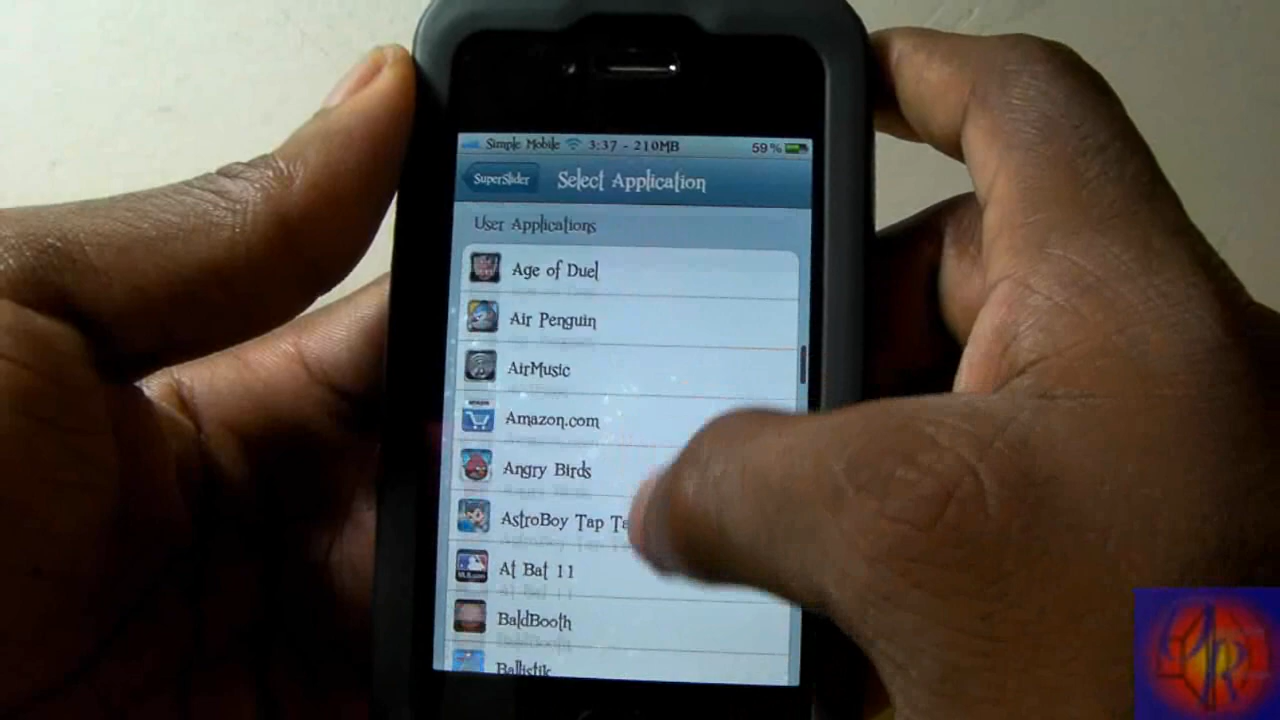 Simple Mobile 3:37 - 210MB 59%
SuperSlider Select Application
User Applications
Age of Duel
Air Penguin
AirMusic
Amazon.com
Angry Birds
AstroBoy Tap Ta
At Bat 11
BaldBooth
Ballistik